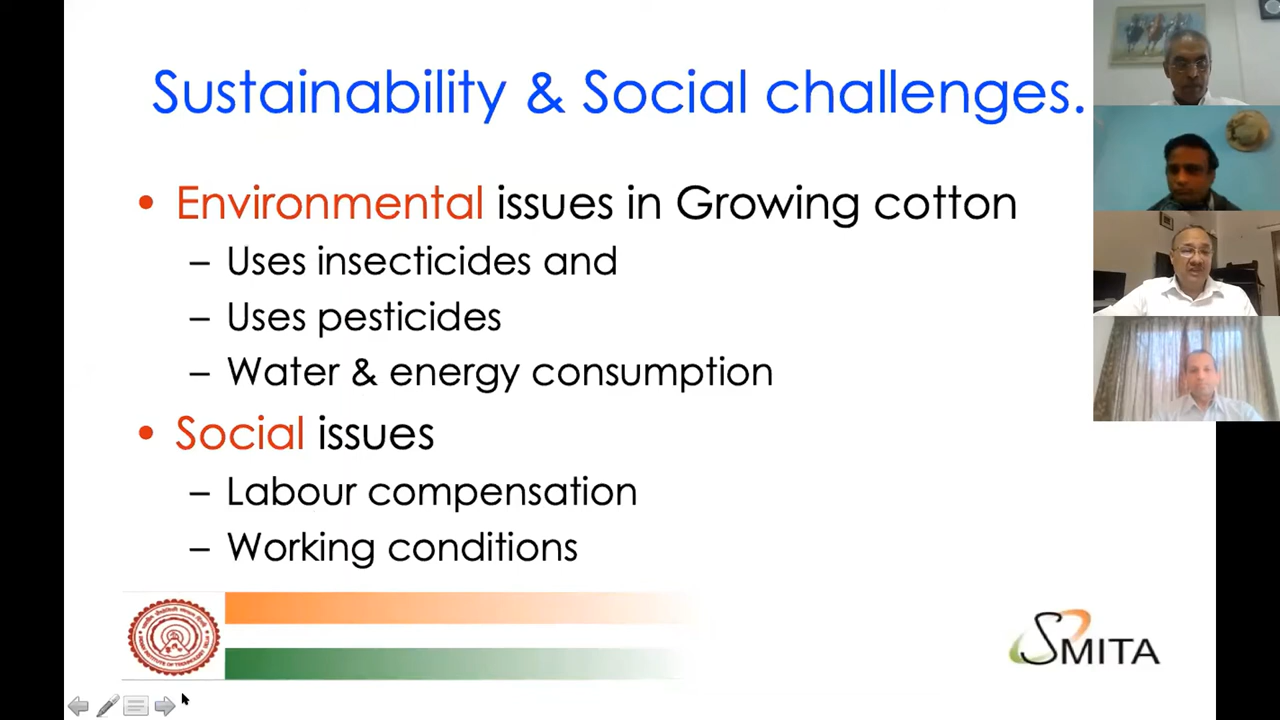 Sustainability & Social challenges.
• Environmental issues in Growing cotton
– Uses insecticides and
– Uses pesticides
– Water & energy consumption
• Social issues
– Labour compensation
– Working conditions
SMITA